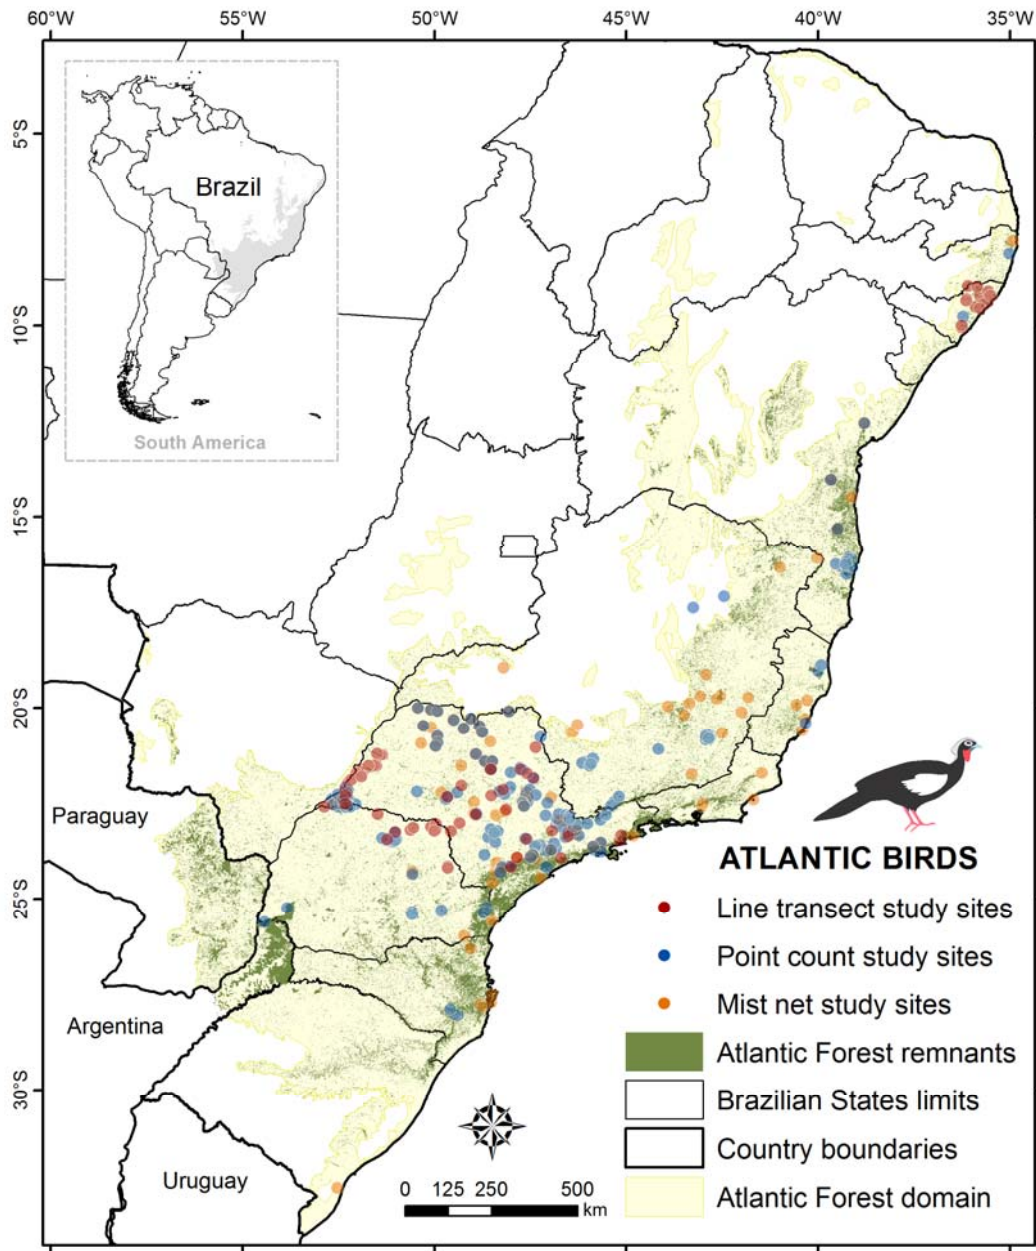 60°W 55°W 50°W 45°W 40°W 35°W
5°S
10°S
15°S
20°S
25°S
30°S
Brazil
South America
Paraguay
Argentina
Uruguay
ATLANTIC BIRDS
Line transect study sites
Point count study sites
Mist net study sites
Atlantic Forest remnants
Brazilian States limits
Country boundaries
Atlantic Forest domain
0 125 250 500
km